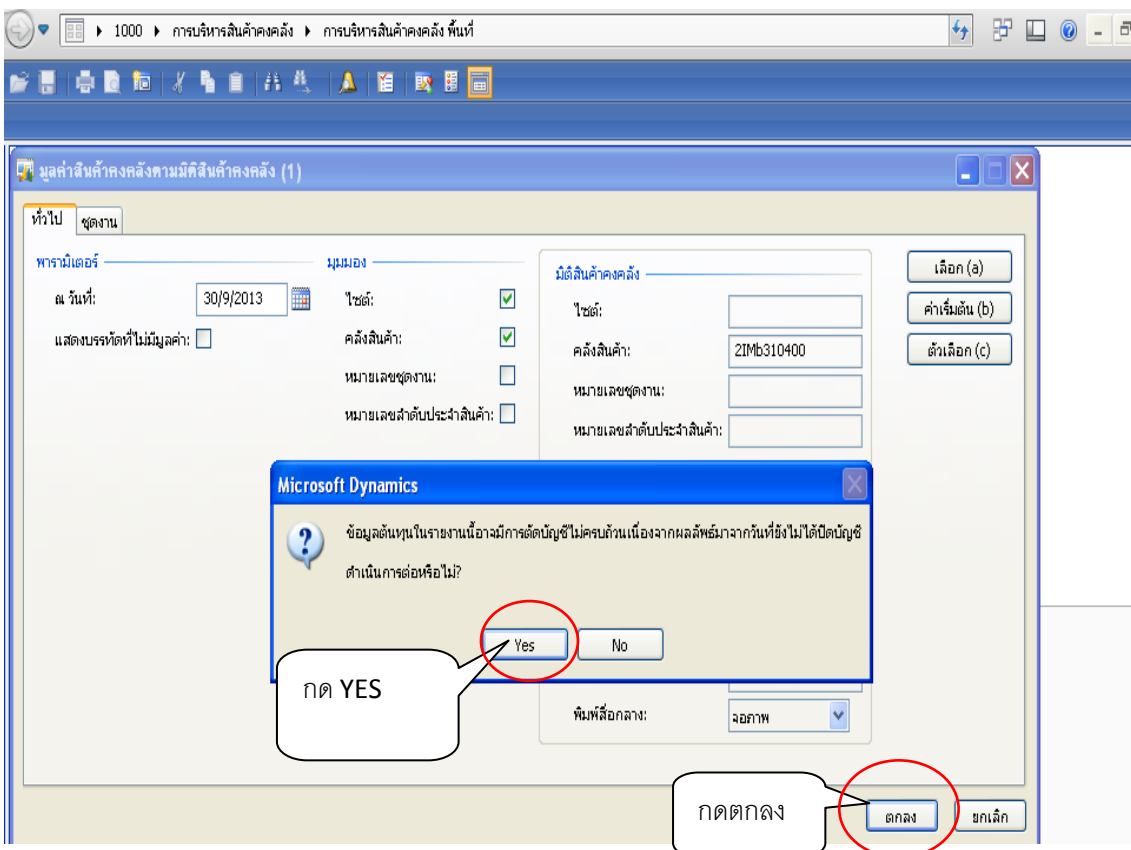 1000 ▸ การบริหารสินค้าคงคลัง ▸ การบริหารสินค้าคงคลัง พื้นที่
มูลค่าสินค้าคงคลังตามมิติสินค้าคงคลัง (1)
ทั่วไป ชุดงาน
พารามิเตอร์
ณ วันที่: 30/9/2013
แสดงบรรทัดที่ไม่มีมูลค่า:
มุมมอง
ไซต์:
คลังสินค้า:
หมายเลขชุดงาน:
หมายเลขลำดับประจำสินค้า:
มิติสินค้าคงคลัง
ไซต์:
คลังสินค้า: 2IMb310400
หมายเลขชุดงาน:
หมายเลขลำดับประจำสินค้า:
เลือก (a)
ค่าเริ่มต้น (b)
ตัวเลือก (c)
Microsoft Dynamics
ข้อมูลต้นทุนในรายงานนี้อาจมีการตัดบัญชีไม่ครบถ้วนเนื่องจากผลลัพธ์มาจากวันที่ยังไม่ได้ปิดบัญชี
ดำเนินการต่อหรือไม่?
Yes No
กด YES
พิมพ์สื่อกลาง: จอภาพ
กดตกลง
ตกลง ยกเลิก